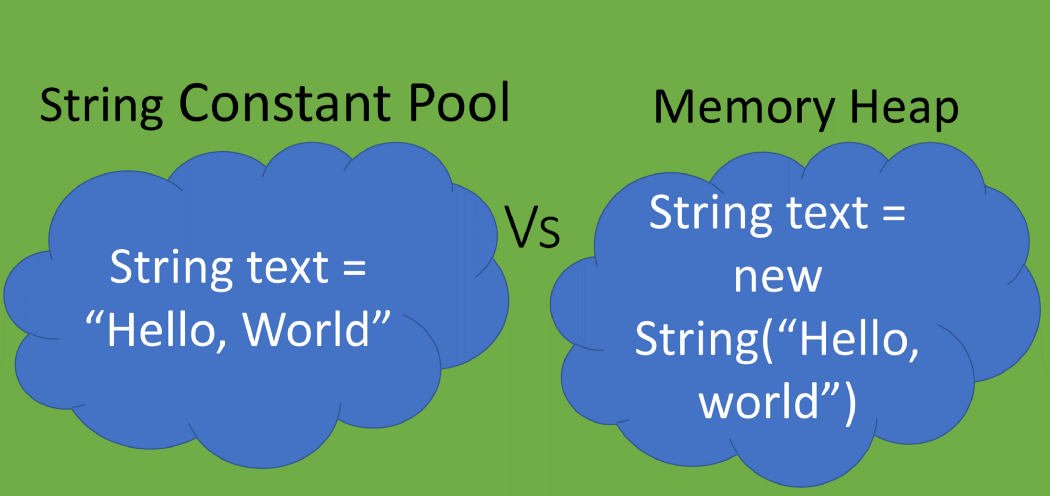 String Constant Pool
Memory Heap
Vs
String text =
“Hello, World”
String text =
new
String(“Hello,
world”)